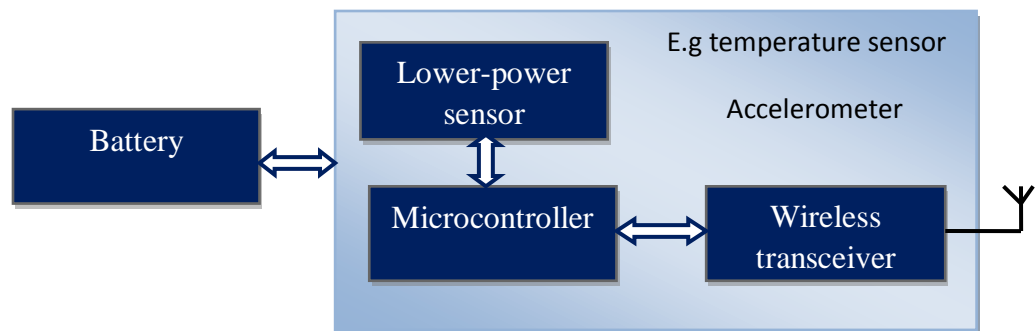 E.g temperature sensor
Accelerometer
Lower-power
sensor
Battery
Microcontroller
Wireless
transceiver